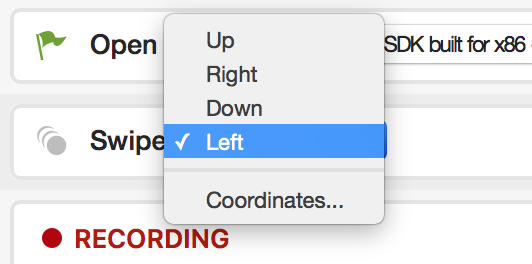 Open
SDK built for x86
Up
Right
Down
Swipe
✓ Left
Coordinates...
RECORDING